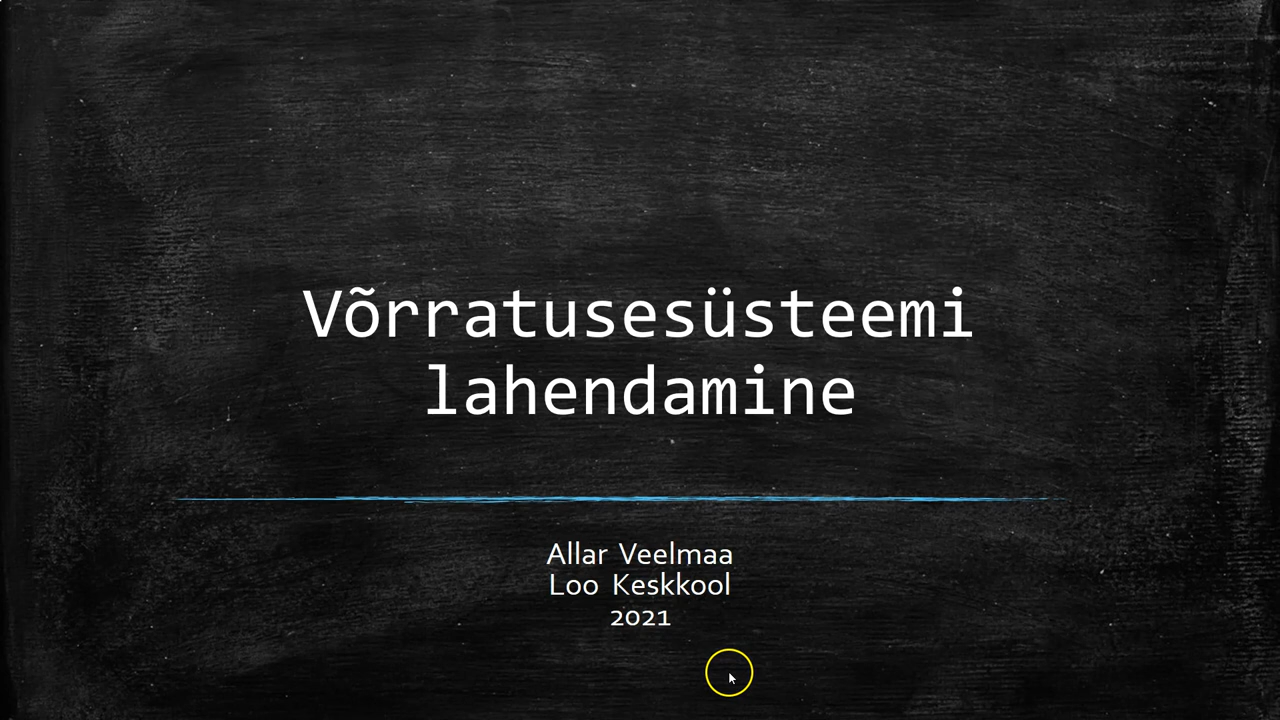 Võrratusesüsteemi
lahendamine
Allar Veelmaa
Loo Keskkool
2021